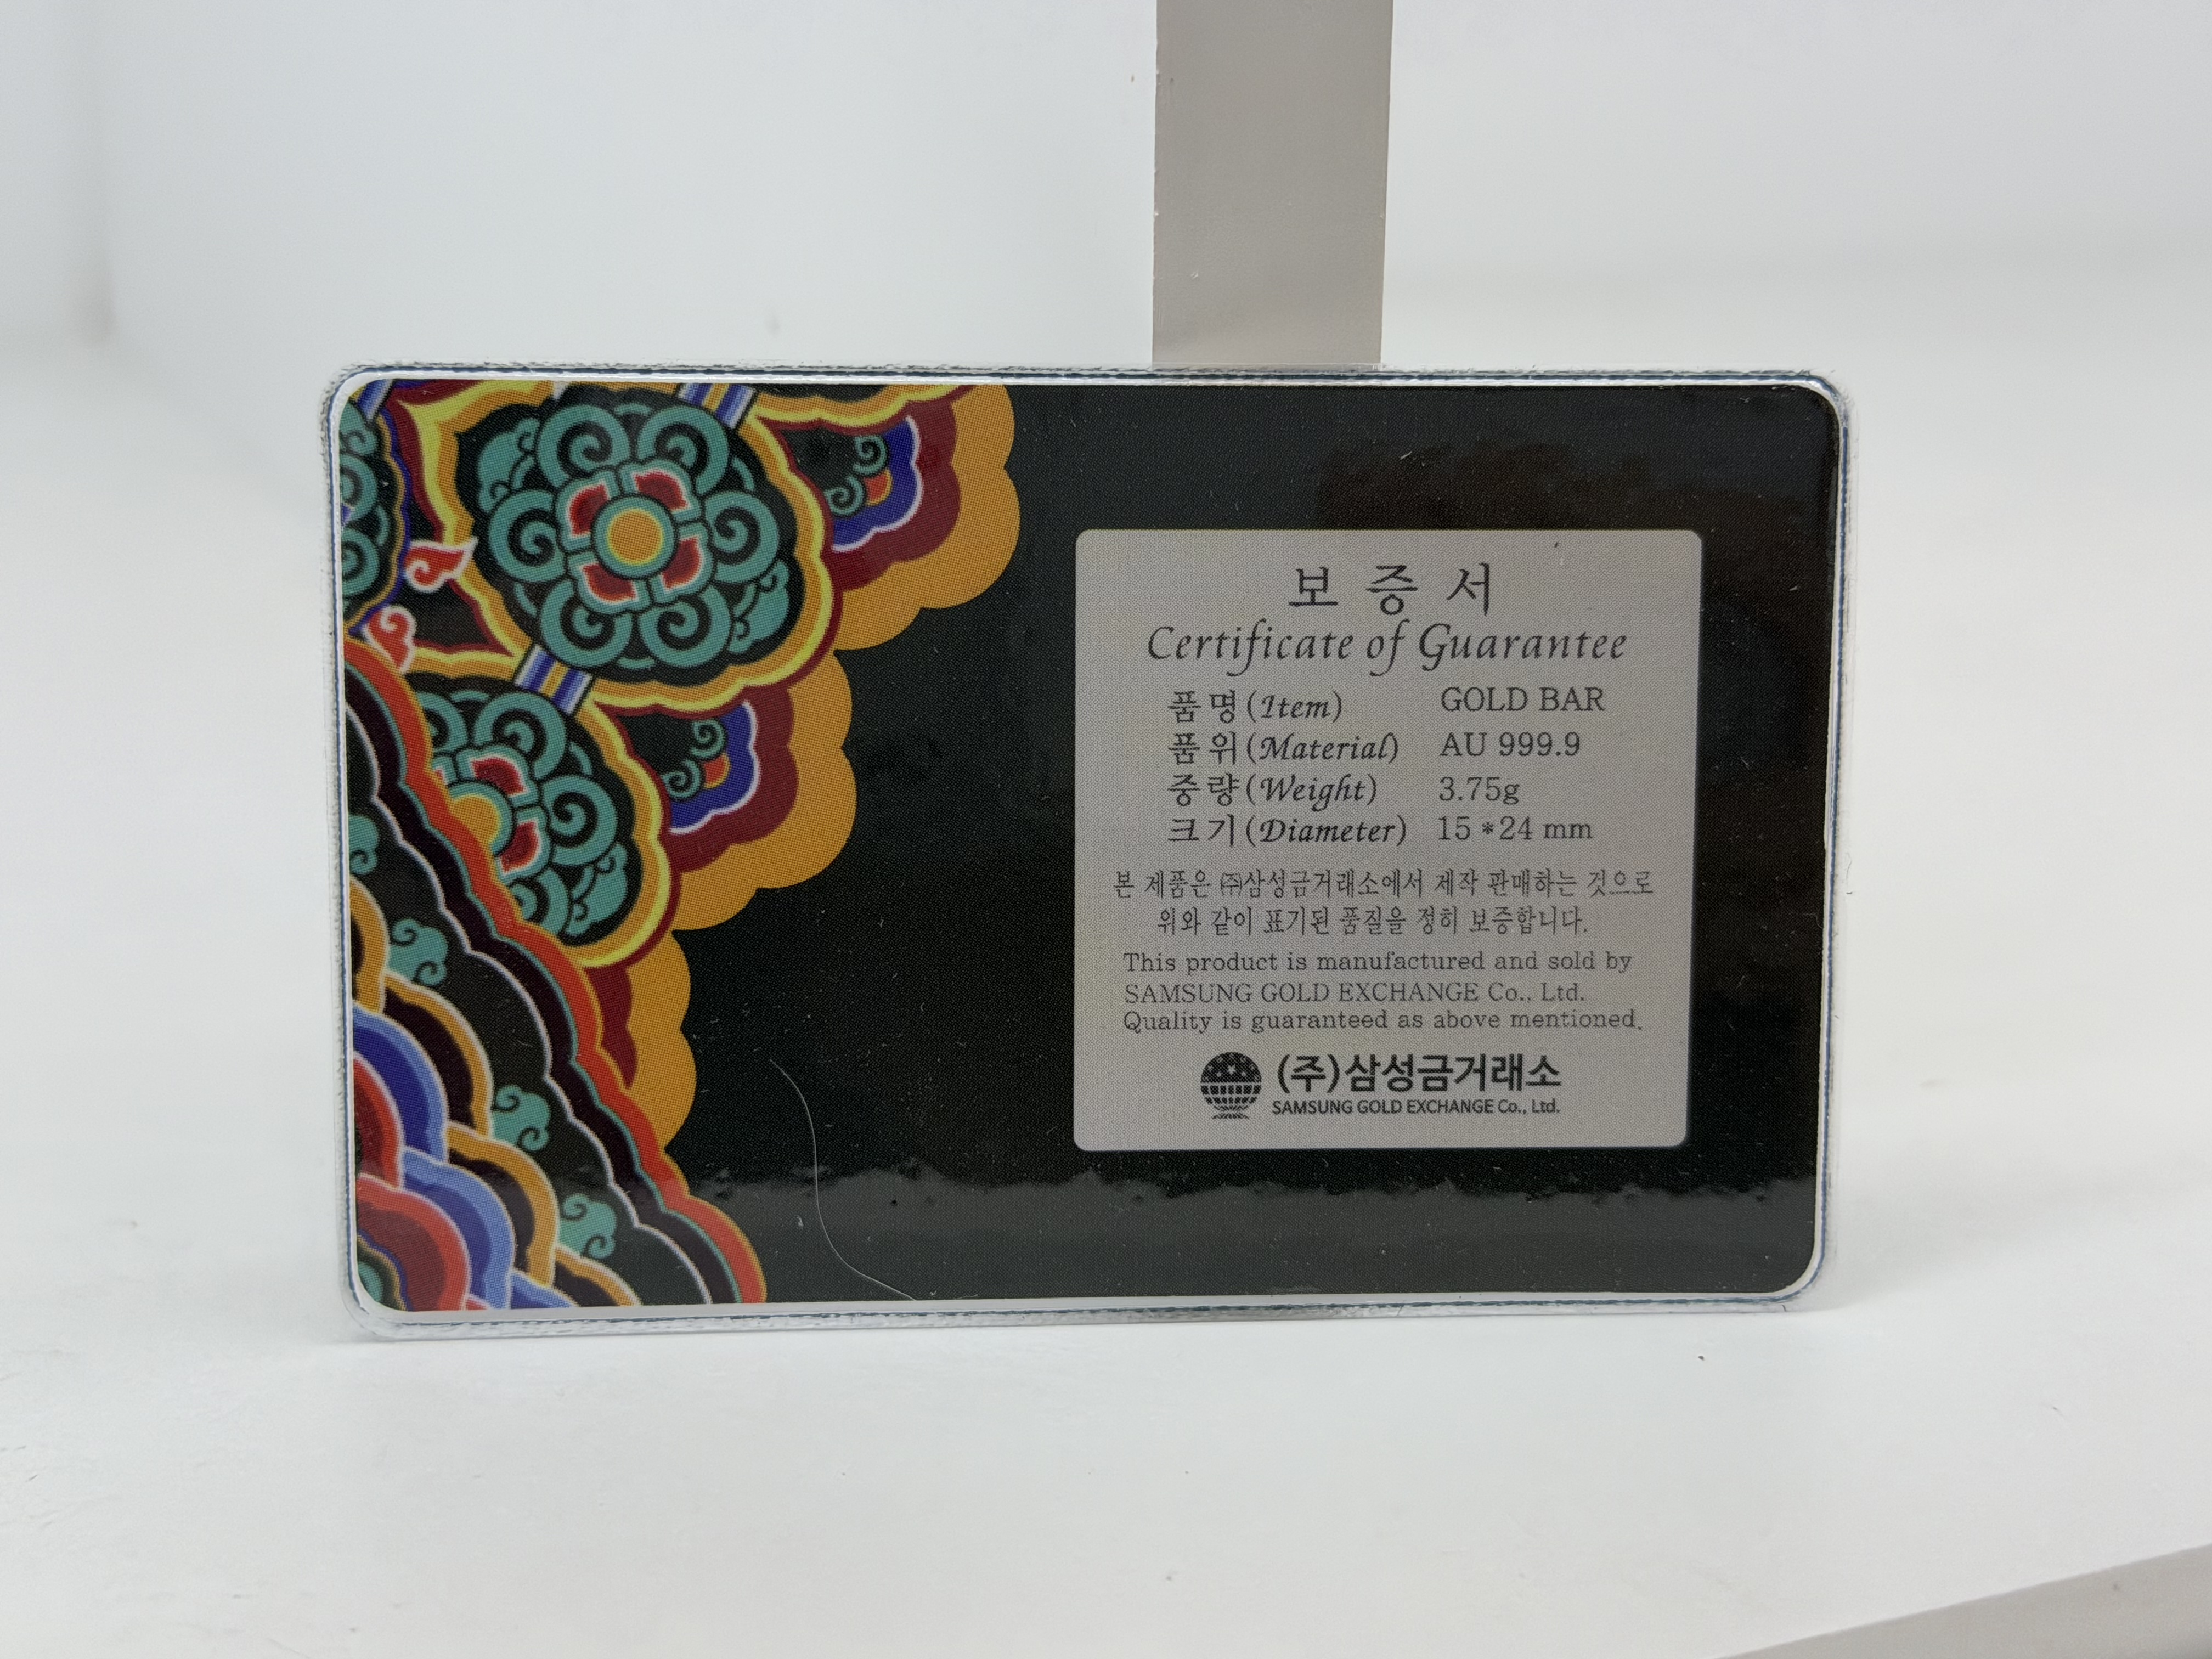 보 증 서
Certificate of Guarantee
품 명 (Item) GOLD BAR
품 위 (Material) AU 999.9
중 량 (Weight) 3.75g
크 기 (Diameter) 15 * 24 mm
본 제품은 ㈜삼성금거래소에서 제작 판매하는 것으로
위와 같이 표기된 품질을 정히 보증합니다.
This product is manufactured and sold by
SAMSUNG GOLD EXCHANGE Co., Ltd.
Quality is guaranteed as above mentioned.
(주)삼성금거래소
SAMSUNG GOLD EXCHANGE Co., Ltd.